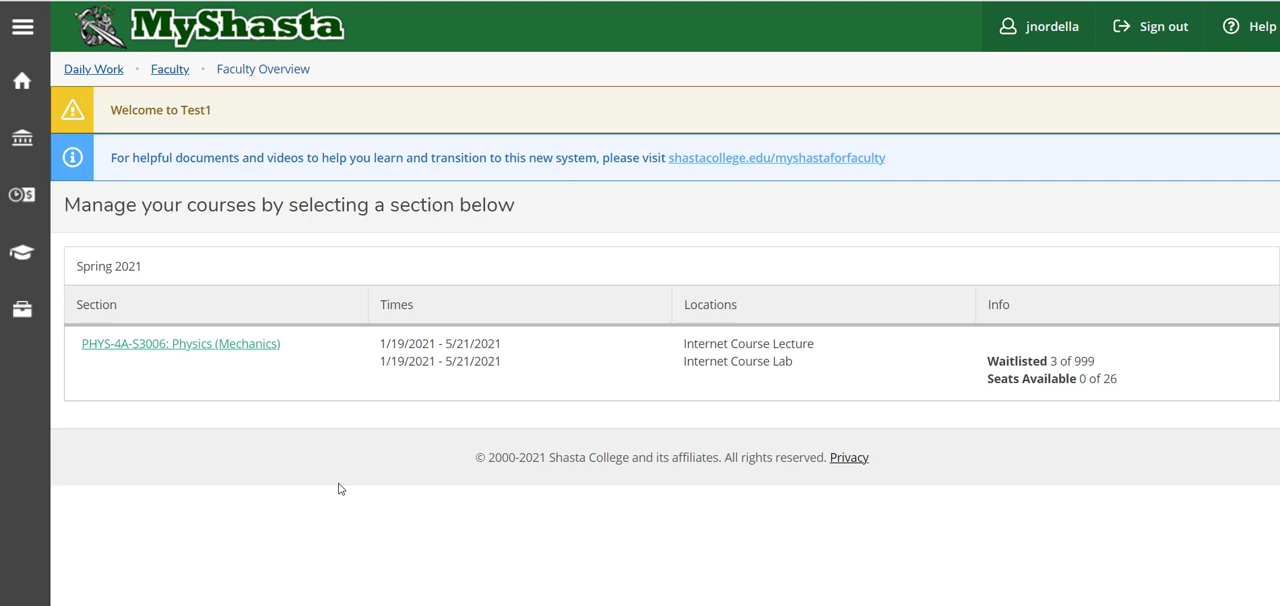 MyShasta
jnordella
Sign out
Help
Daily Work • Faculty • Faculty Overview
Welcome to Test1
For helpful documents and videos to help you learn and transition to this new system, please visit shastacollege.edu/myshastaforfaculty
Manage your courses by selecting a section below
Spring 2021
Section Times Locations Info
PHYS-4A-S3006: Physics (Mechanics) 1/19/2021 - 5/21/2021 Internet Course Lecture
1/19/2021 - 5/21/2021 Internet Course Lab Waitlisted 3 of 999
Seats Available 0 of 26
© 2000-2021 Shasta College and its affiliates. All rights reserved. Privacy